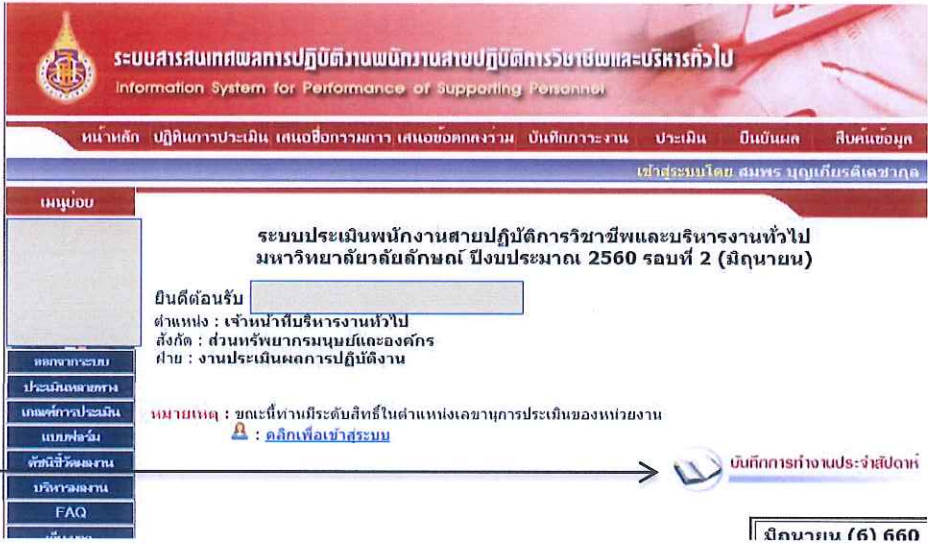 ระบบสารสนเทศผลการปฏิบัติงานพนักงานสายปฏิบัติการวิชาชีพและบริหารทั่วไป
Information System for Performance of Supporting Personnel
หน้าหลัก ปฏิทินการประเมิน เสนอชื่อกรรมการ เสนอข้อตกลงร่วม บันทึกภาระงาน ประเมิน ยืนยันผล สืบค้นข้อมูล
เข้าสู่ระบบโดย สมพร บุญเกียรติเดชากุล
เมนูย่อย
ระบบประเมินพนักงานสายปฏิบัติการวิชาชีพและบริหารงานทั่วไป
มหาวิทยาลัยวลัยลักษณ์ ปีงบประมาณ 2560 รอบที่ 2 (มิถุนายน)
ยินดีต้อนรับ
ตำแหน่ง : เจ้าหน้าที่บริหารงานทั่วไป
สังกัด : ส่วนทรัพยากรมนุษย์และองค์กร
ฝ่าย : งานประเมินผลการปฏิบัติงาน
ออกจากระบบ
ประเมินหลายทาง
เกณฑ์การประเมิน
แบบฟอร์ม
ดัชนีชี้วัดผลงาน
บริหารผลงาน
FAQ
หมายเหตุ : ขณะนี้ท่านมีระดับสิทธิ์ในตำแหน่งเลขานุการประเมินของหน่วยงาน
: คลิกเพื่อเข้าสู่ระบบ
บันทึกการทำงานประจำสัปดาห์
มิถุนายน (6) 660